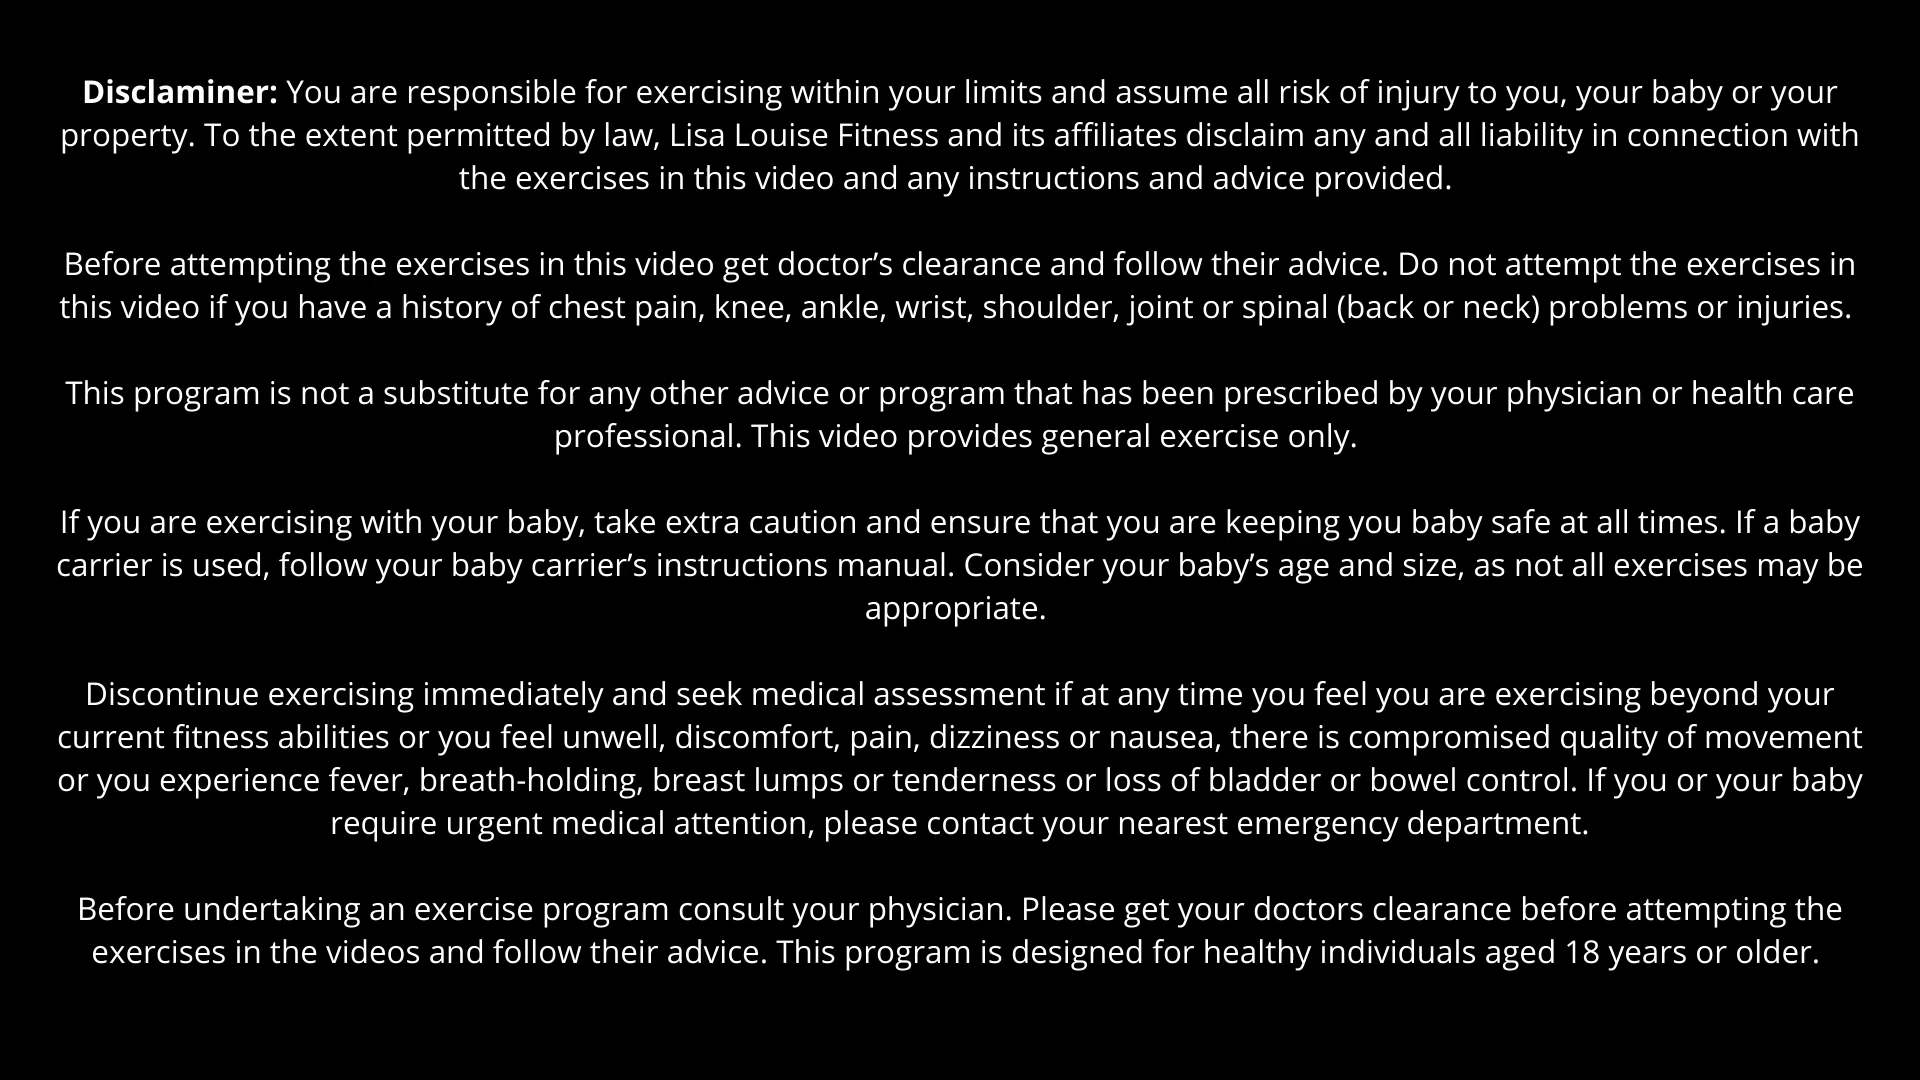 Disclaminer: You are responsible for exercising within your limits and assume all risk of injury to you, your baby or your
property. To the extent permitted by law, Lisa Louise Fitness and its affiliates disclaim any and all liability in connection with
the exercises in this video and any instructions and advice provided.
Before attempting the exercises in this video get doctor’s clearance and follow their advice. Do not attempt the exercises in
this video if you have a history of chest pain, knee, ankle, wrist, shoulder, joint or spinal (back or neck) problems or injuries.
This program is not a substitute for any other advice or program that has been prescribed by your physician or health care
professional. This video provides general exercise only.
If you are exercising with your baby, take extra caution and ensure that you are keeping you baby safe at all times. If a baby
carrier is used, follow your baby carrier’s instructions manual. Consider your baby’s age and size, as not all exercises may be
appropriate.
Discontinue exercising immediately and seek medical assessment if at any time you feel you are exercising beyond your
current fitness abilities or you feel unwell, discomfort, pain, dizziness or nausea, there is compromised quality of movement
or you experience fever, breath-holding, breast lumps or tenderness or loss of bladder or bowel control. If you or your baby
require urgent medical attention, please contact your nearest emergency department.
Before undertaking an exercise program consult your physician. Please get your doctors clearance before attempting the
exercises in the videos and follow their advice. This program is designed for healthy individuals aged 18 years or older.